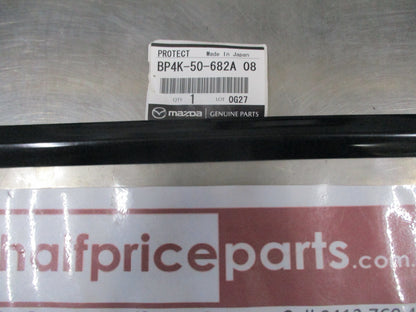 PROTECT Made In Japan
BP4K-50-682A 08
QTY 1 LOT 0G27
mazda GENUINE PARTS
halfpriceparts.com.